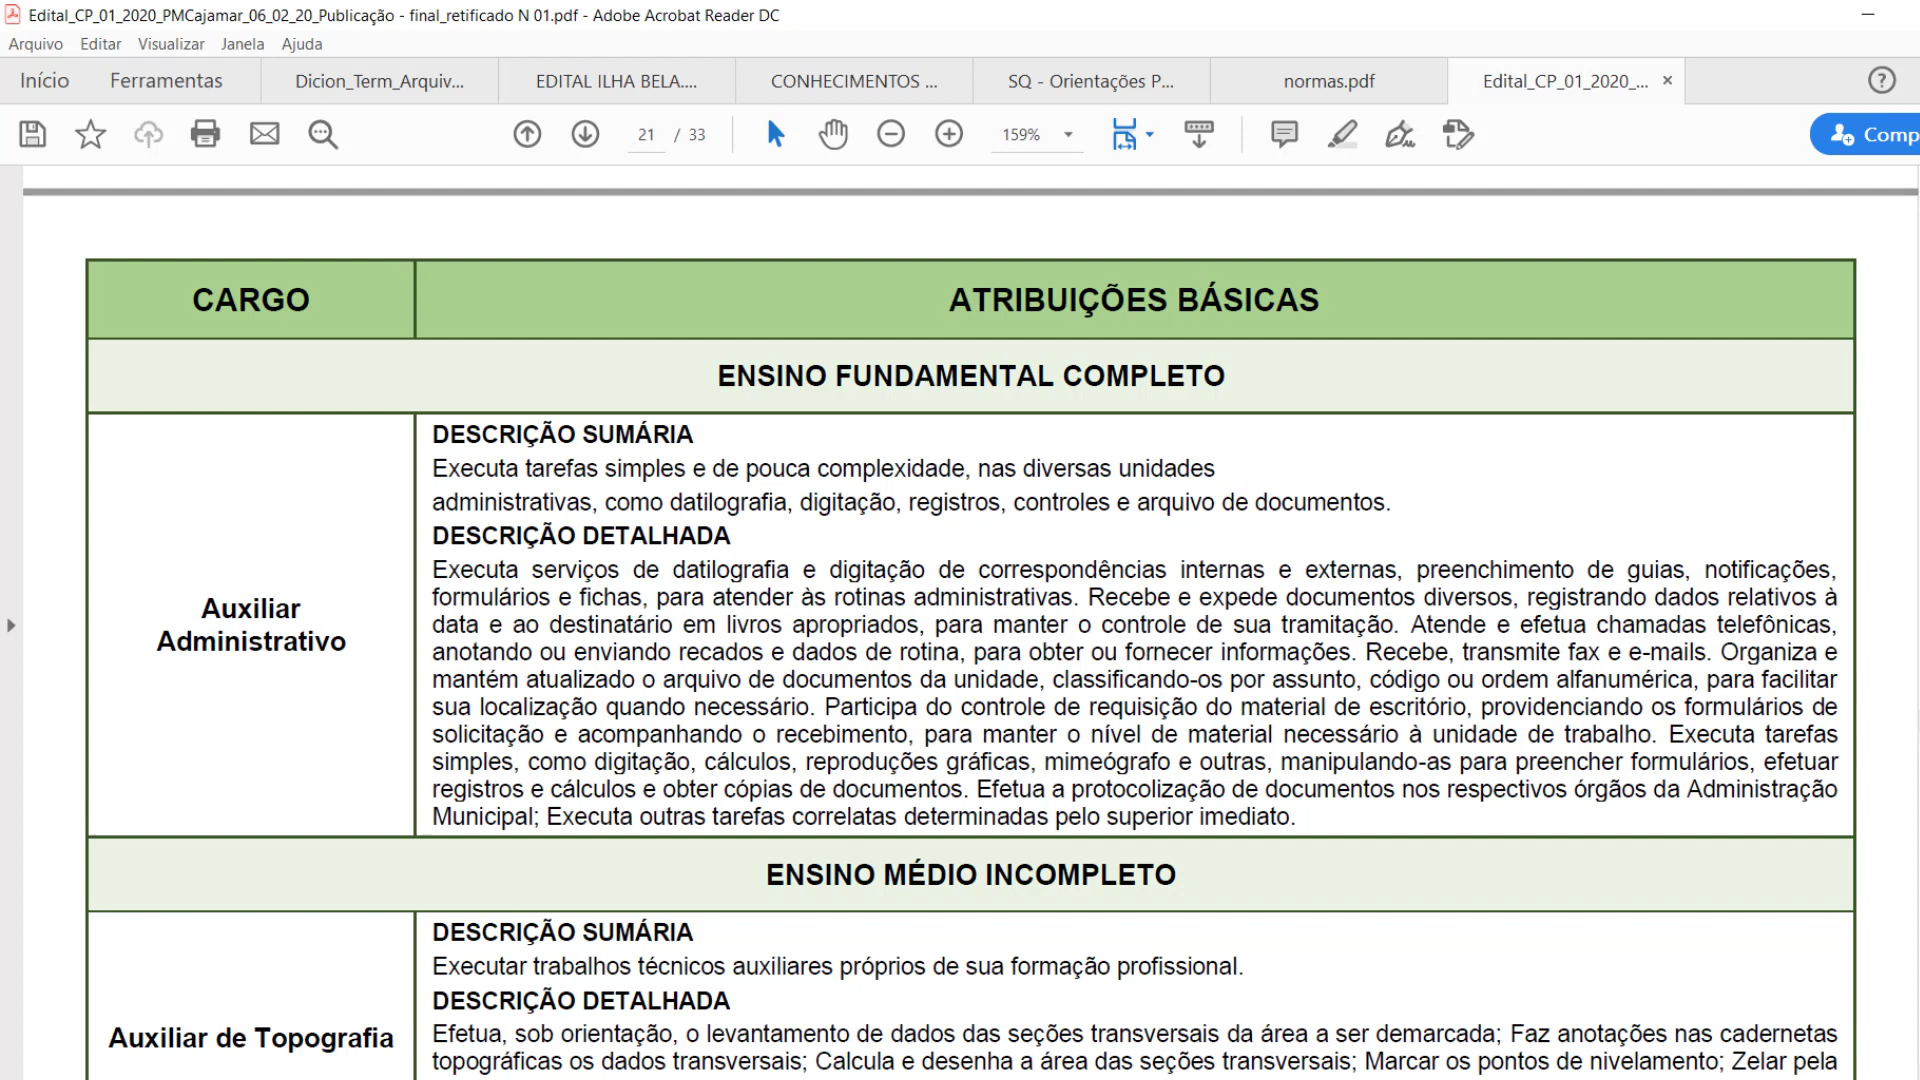 Edital_CP_01_2020_PMCajamar_06_02_20_Publicação - final_retificado N 01.pdf - Adobe Acrobat Reader DC
Arquivo Editar Visualizar Janela Ajuda
Início Ferramentas Dicion_Term_Arquiv... EDITAL ILHA BELA.... CONHECIMENTOS ... SQ - Orientações P... normas.pdf Edital_CP_01_2020_... ×
21 / 33 159% Comp
CARGO ATRIBUIÇÕES BÁSICAS
ENSINO FUNDAMENTAL COMPLETO
Auxiliar
Administrativo
DESCRIÇÃO SUMÁRIA
Executa tarefas simples e de pouca complexidade, nas diversas unidades
administrativas, como datilografia, digitação, registros, controles e arquivo de documentos.
DESCRIÇÃO DETALHADA
Executa serviços de datilografia e digitação de correspondências internas e externas, preenchimento de guias, notificações,
formulários e fichas, para atender às rotinas administrativas. Recebe e expede documentos diversos, registrando dados relativos à
data e ao destinatário em livros apropriados, para manter o controle de sua tramitação. Atende e efetua chamadas telefônicas,
anotando ou enviando recados e dados de rotina, para obter ou fornecer informações. Recebe, transmite fax e e-mails. Organiza e
mantém atualizado o arquivo de documentos da unidade, classificando-os por assunto, código ou ordem alfanumérica, para facilitar
sua localização quando necessário. Participa do controle de requisição do material de escritório, providenciando os formulários de
solicitação e acompanhando o recebimento, para manter o nível de material necessário à unidade de trabalho. Executa tarefas
simples, como digitação, cálculos, reproduções gráficas, mimeógrafo e outras, manipulando-as para preencher formulários, efetuar
registros e cálculos e obter cópias de documentos. Efetua a protocolização de documentos nos respectivos órgãos da Administração
Municipal; Executa outras tarefas correlatas determinadas pelo superior imediato.
ENSINO MÉDIO INCOMPLETO
Auxiliar de Topografia
DESCRIÇÃO SUMÁRIA
Executar trabalhos técnicos auxiliares próprios de sua formação profissional.
DESCRIÇÃO DETALHADA
Efetua, sob orientação, o levantamento de dados das seções transversais da área a ser demarcada; Faz anotações nas cadernetas
topográficas os dados transversais; Calcula e desenha a área das seções transversais; Marcar os pontos de nivelamento; Zelar pela